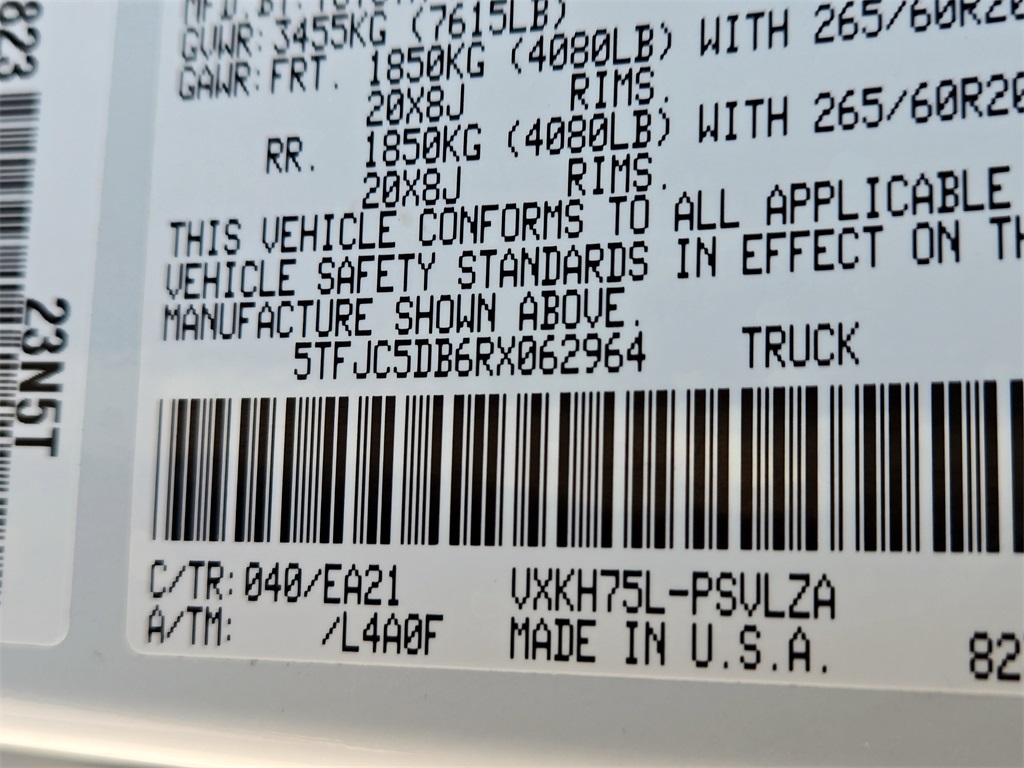 MFD. BY:
GVWR: 3455KG (7615LB)
GAWR: FRT. 1850KG (4080LB) WITH 265/60R20
20X8J RIMS.
RR. 1850KG (4080LB) WITH 265/60R20
20X8J RIMS.
THIS VEHICLE CONFORMS TO ALL APPLICABLE
VEHICLE SAFETY STANDARDS IN EFFECT ON
MANUFACTURE SHOWN ABOVE.
5TFJC5DB6RX062964 TRUCK
C/TR: 040/EA21 VXKH75L-PSVLZA
A/TM: /L4A0F MADE IN U.S.A.
82
823
23N5T